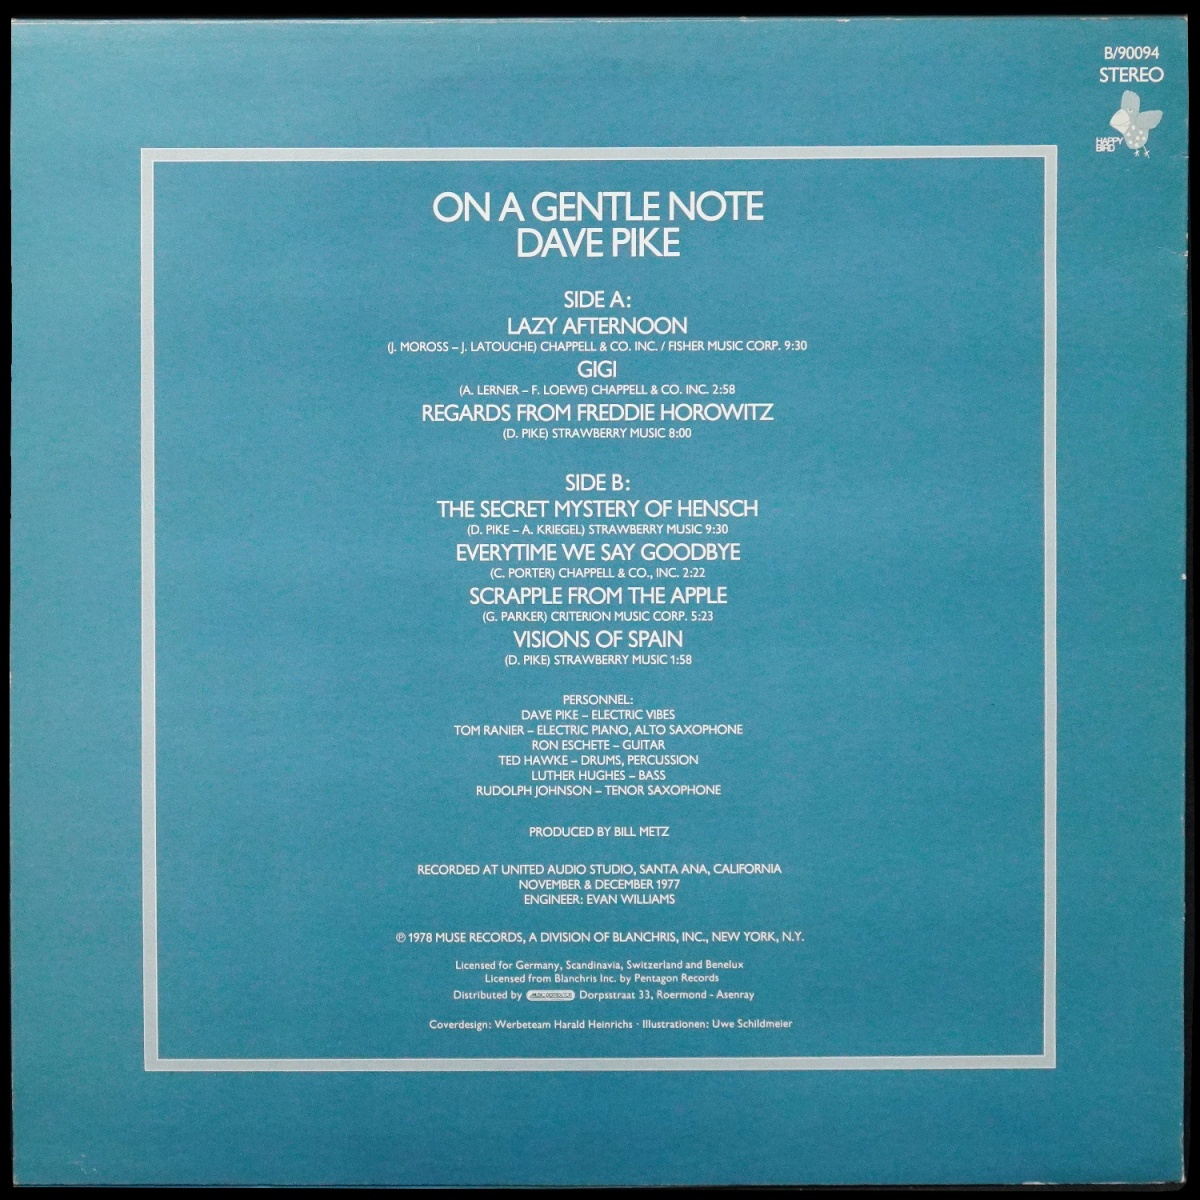 B/90094
STEREO
HAPPY
BIRD
ON A GENTLE NOTE
DAVE PIKE
SIDE A:
LAZY AFTERNOON
(J. MOROSS – J. LATOUCHE) CHAPPELL & CO. INC. / FISHER MUSIC CORP. 9:30
GIGI
(A. LERNER – F. LOEWE) CHAPPELL & CO. INC. 2:58
REGARDS FROM FREDDIE HOROWITZ
(D. PIKE) STRAWBERRY MUSIC 8:00
SIDE B:
THE SECRET MYSTERY OF HENSCH
(D. PIKE – A. KRIEGEL) STRAWBERRY MUSIC 9:30
EVERYTIME WE SAY GOODBYE
(C. PORTER) CHAPPELL & CO., INC. 2:22
SCRAPPLE FROM THE APPLE
(G. PARKER) CRITERION MUSIC CORP. 5:23
VISIONS OF SPAIN
(D. PIKE) STRAWBERRY MUSIC 1:58
PERSONNEL:
DAVE PIKE – ELECTRIC VIBES
TOM RANIER – ELECTRIC PIANO, ALTO SAXOPHONE
RON ESCHETE – GUITAR
TED HAWKE – DRUMS, PERCUSSION
LUTHER HUGHES – BASS
RUDOLPH JOHNSON – TENOR SAXOPHONE
PRODUCED BY BILL METZ
RECORDED AT UNITED AUDIO STUDIO, SANTA ANA, CALIFORNIA
NOVEMBER & DECEMBER 1977
ENGINEER: EVAN WILLIAMS
℗ 1978 MUSE RECORDS, A DIVISION OF BLANCHRIS, INC., NEW YORK, N.Y.
Licensed for Germany, Scandinavia, Switzerland and Benelux
Licensed from Blanchris Inc. by Pentagon Records
Distributed by Dorpsstraat 33, Roermond - Asenray
Coverdesign: Werbeteam Harald Heinrichs · Illustrationen: Uwe Schildmeier